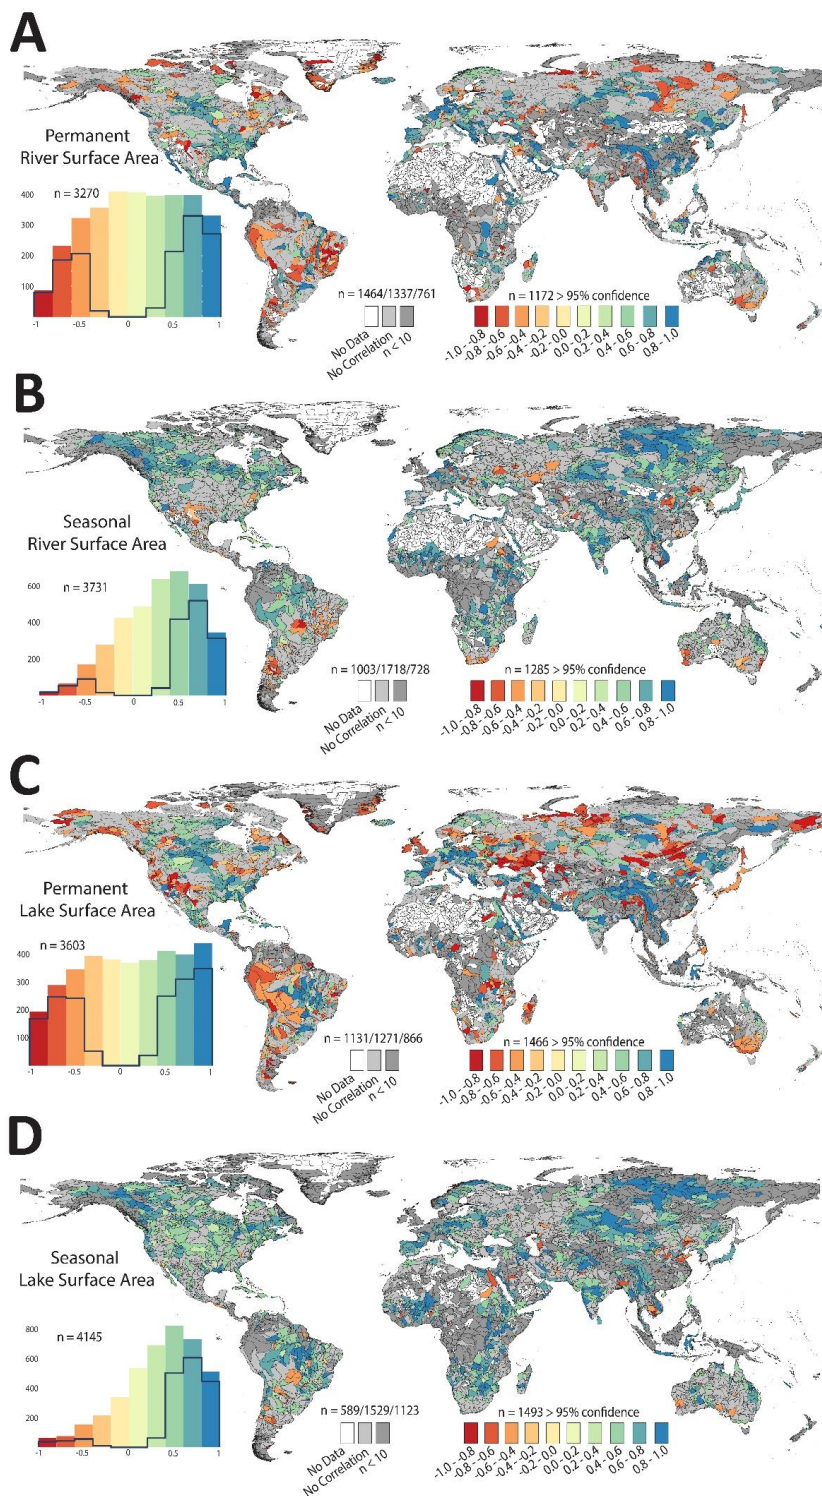 A
Permanent
River Surface Area
n = 3270
400
300
200
100
-1
-0.5
0
0.5
1
n = 1464/1337/761
No Data
No Correlation
n < 10
n = 1172 > 95% confidence
-1.0 - -0.8
-0.8 - -0.6
-0.6 - -0.4
-0.4 - -0.2
-0.2 - 0.0
0.0 - 0.2
0.2 - 0.4
0.4 - 0.6
0.6 - 0.8
0.8 - 1.0
B
Seasonal
River Surface Area
n = 3731
600
400
200
-1
-0.5
0
0.5
1
n = 1003/1718/728
No Data
No Correlation
n < 10
n = 1285 > 95% confidence
-1.0 - -0.8
-0.8 - -0.6
-0.6 - -0.4
-0.4 - -0.2
-0.2 - 0.0
0.0 - 0.2
0.2 - 0.4
0.4 - 0.6
0.6 - 0.8
0.8 - 1.0
C
Permanent
Lake Surface Area
n = 3603
400
300
200
100
-1
-0.5
0
0.5
1
n = 1131/1271/866
No Data
No Correlation
n < 10
n = 1466 > 95% confidence
-1.0 - -0.8
-0.8 - -0.6
-0.6 - -0.4
-0.4 - -0.2
-0.2 - 0.0
0.0 - 0.2
0.2 - 0.4
0.4 - 0.6
0.6 - 0.8
0.8 - 1.0
D
Seasonal
Lake Surface Area
n = 4145
800
600
400
200
-1
-0.5
0
0.5
1
n = 589/1529/1123
No Data
No Correlation
n < 10
n = 1493 > 95% confidence
-1.0 - -0.8
-0.8 - -0.6
-0.6 - -0.4
-0.4 - -0.2
-0.2 - 0.0
0.0 - 0.2
0.2 - 0.4
0.4 - 0.6
0.6 - 0.8
0.8 - 1.0